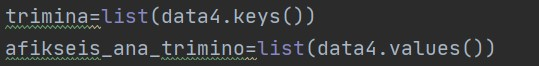 trimina=list(data4.keys())
afikseis_ana_trimino=list(data4.values())